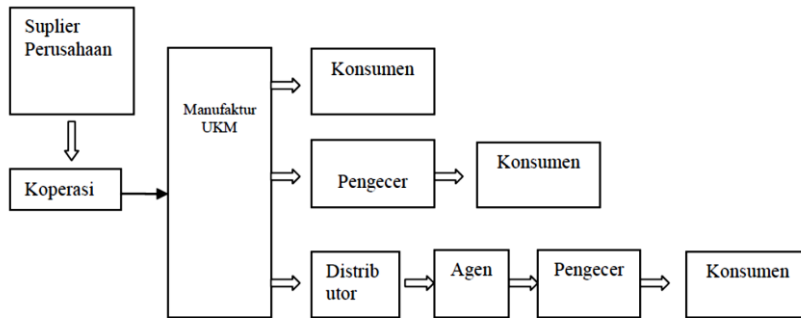 Suplier
Perusahaan
Koperasi
Manufaktur
UKM
Konsumen
Pengecer
Konsumen
Distrib
utor
Agen
Pengecer
Konsumen